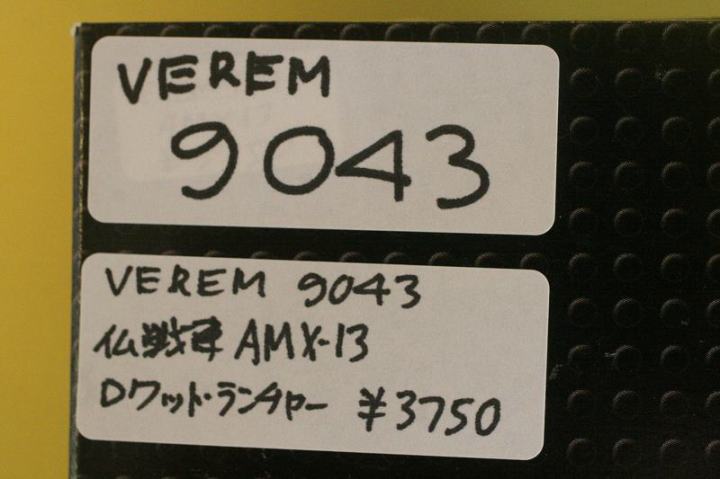 VEREM
9043
VEREM 9043
仏戦車 AMX-13
ロケット・ランチャー ¥3750